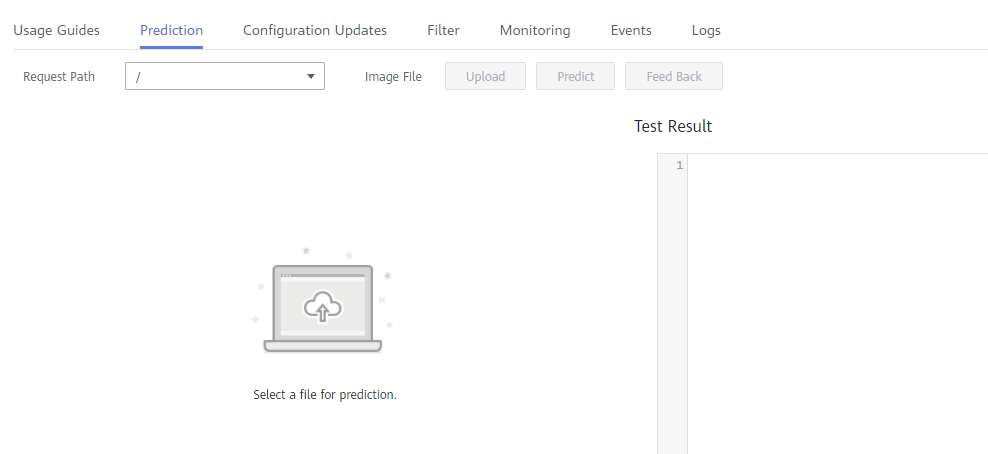 Usage Guides Prediction Configuration Updates Filter Monitoring Events Logs
Request Path / Image File Upload Predict Feed Back
Test Result
1
Select a file for prediction.